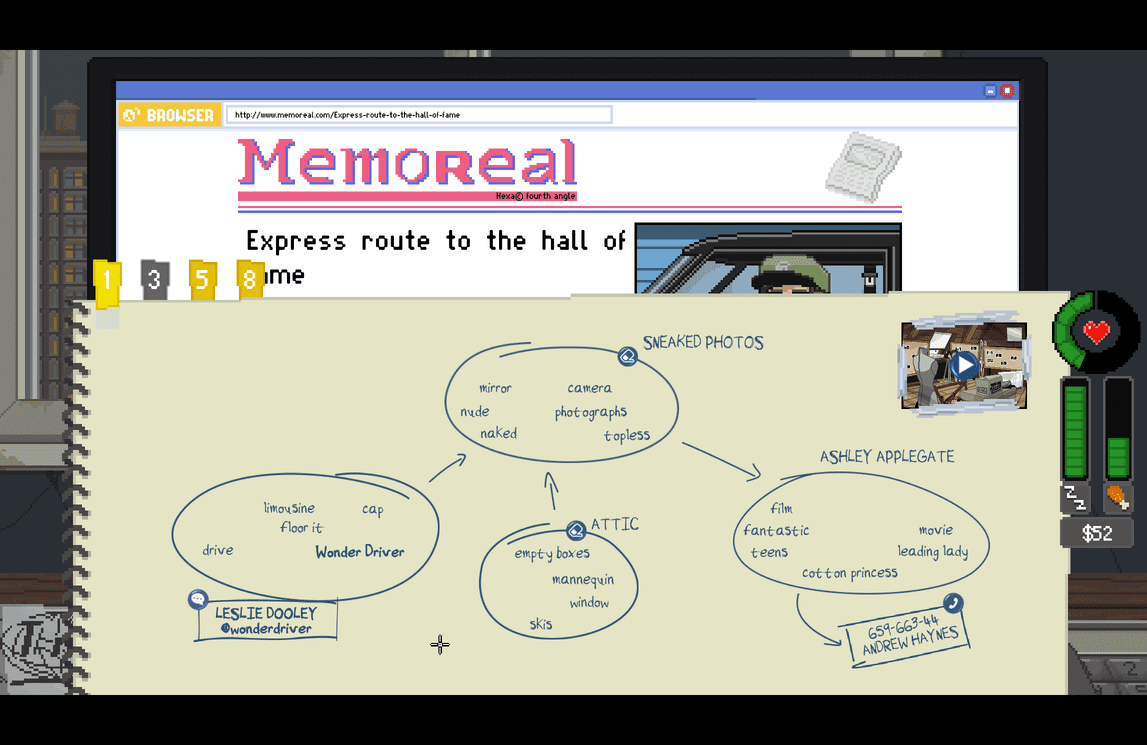 BROWSER
http://www.memoreal.com/Express-route-to-the-hall-of-fame
Memoreal
Hexa© fourth angle
Express route to the hall of
ame
1 3 5 8
SNEAKED PHOTOS
mirror camera
nude photographs
naked topless
ASHLEY APPLEGATE
film
fantastic movie
teens leading lady
cotton princess
limousine cap
floor it
drive Wonder Driver
ATTIC
empty boxes
mannequin
window
skis
LESLIE DOOLEY
@wonderdriver
659-663-44
ANDREW HAYNES
$52